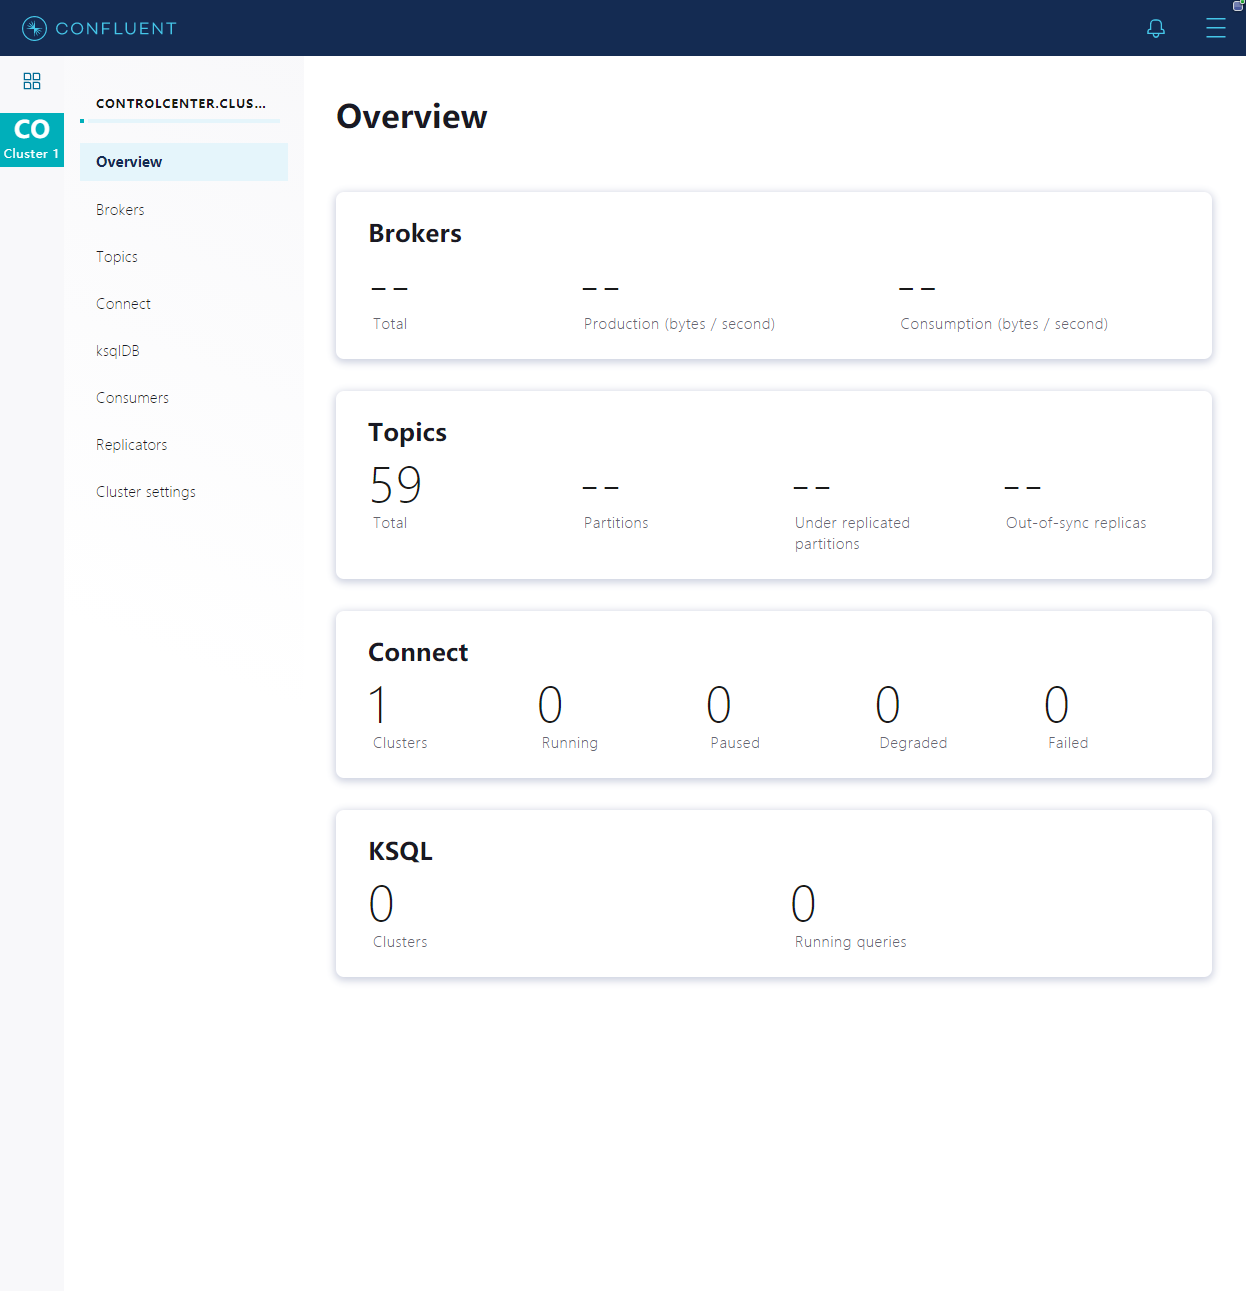 CONFLUENT
CO
Cluster 1
CONTROLCENTER.CLUS...
Overview
Brokers
Topics
Connect
ksqlDB
Consumers
Replicators
Cluster settings
Overview
Brokers
-- -- --
Total Production (bytes / second) Consumption (bytes / second)
Topics
59 -- -- --
Total Partitions Under replicated Out-of-sync replicas
partitions
Connect
1 0 0 0 0
Clusters Running Paused Degraded Failed
KSQL
0 0
Clusters Running queries